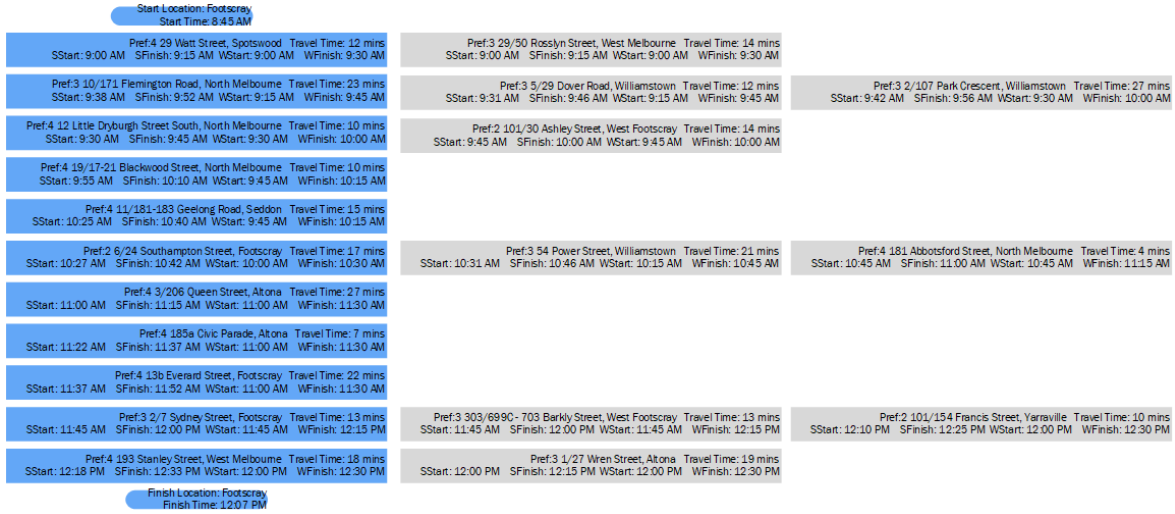 Start Location: Footscray
Start Time: 8:45 AM
Pref:4 29 Watt Street, Spotswood Travel Time: 12 mins
SStart: 9:00 AM SFinish: 9:15 AM WStart: 9:00 AM WFinish: 9:30 AM
Pref:3 29/50 Rosslyn Street, West Melbourne Travel Time: 14 mins
SStart: 9:00 AM SFinish: 9:15 AM WStart: 9:00 AM WFinish: 9:30 AM
Pref:3 10/171 Flemington Road, North Melbourne Travel Time: 23 mins
SStart: 9:38 AM SFinish: 9:52 AM WStart: 9:15 AM WFinish: 9:45 AM
Pref:3 5/29 Dover Road, Williamstown Travel Time: 12 mins
SStart: 9:31 AM SFinish: 9:46 AM WStart: 9:15 AM WFinish: 9:45 AM
Pref:3 2/107 Park Crescent, Williamstown Travel Time: 27 mins
SStart: 9:42 AM SFinish: 9:56 AM WStart: 9:30 AM WFinish: 10:00 AM
Pref:4 12 Little Dryburgh Street South, North Melbourne Travel Time: 10 mins
SStart: 9:30 AM SFinish: 9:45 AM WStart: 9:30 AM WFinish: 10:00 AM
Pref:2 101/30 Ashley Street, West Footscray Travel Time: 14 mins
SStart: 9:45 AM SFinish: 10:00 AM WStart: 9:45 AM WFinish: 10:00 AM
Pref:4 19/17-21 Blackwood Street, North Melbourne Travel Time: 10 mins
SStart: 9:55 AM SFinish: 10:10 AM WStart: 9:45 AM WFinish: 10:15 AM
Pref:4 11/181-183 Geelong Road, Seddon Travel Time: 15 mins
SStart: 10:25 AM SFinish: 10:40 AM WStart: 9:45 AM WFinish: 10:15 AM
Pref:2 6/24 Southampton Street, Footscray Travel Time: 17 mins
SStart: 10:27 AM SFinish: 10:42 AM WStart: 10:00 AM WFinish: 10:30 AM
Pref:3 54 Power Street, Williamstown Travel Time: 21 mins
SStart: 10:31 AM SFinish: 10:46 AM WStart: 10:15 AM WFinish: 10:45 AM
Pref:4 181 Abbotsford Street, North Melbourne Travel Time: 4 mins
SStart: 10:45 AM SFinish: 11:00 AM WStart: 10:45 AM WFinish: 11:15 AM
Pref:4 3/206 Queen Street, Altona Travel Time: 27 mins
SStart: 11:00 AM SFinish: 11:15 AM WStart: 11:00 AM WFinish: 11:30 AM
Pref:4 185a Civic Parade, Altona Travel Time: 7 mins
SStart: 11:22 AM SFinish: 11:37 AM WStart: 11:00 AM WFinish: 11:30 AM
Pref:4 13b Everard Street, Footscray Travel Time: 22 mins
SStart: 11:37 AM SFinish: 11:52 AM WStart: 11:00 AM WFinish: 11:30 AM
Pref:3 2/7 Sydney Street, Footscray Travel Time: 13 mins
SStart: 11:45 AM SFinish: 12:00 PM WStart: 11:45 AM WFinish: 12:15 PM
Pref:3 303/699C- 703 Barkly Street, West Footscray Travel Time: 13 mins
SStart: 11:45 AM SFinish: 12:00 PM WStart: 11:45 AM WFinish: 12:15 PM
Pref:2 101/154 Francis Street, Yarraville Travel Time: 10 mins
SStart: 12:10 PM SFinish: 12:25 PM WStart: 12:00 PM WFinish: 12:30 PM
Pref:4 193 Stanley Street, West Melbourne Travel Time: 18 mins
SStart: 12:18 PM SFinish: 12:33 PM WStart: 12:00 PM WFinish: 12:30 PM
Pref:3 1/27 Wren Street, Altona Travel Time: 19 mins
SStart: 12:00 PM SFinish: 12:15 PM WStart: 12:00 PM WFinish: 12:30 PM
Finish Location: Footscray
Finish Time: 12:07 PM